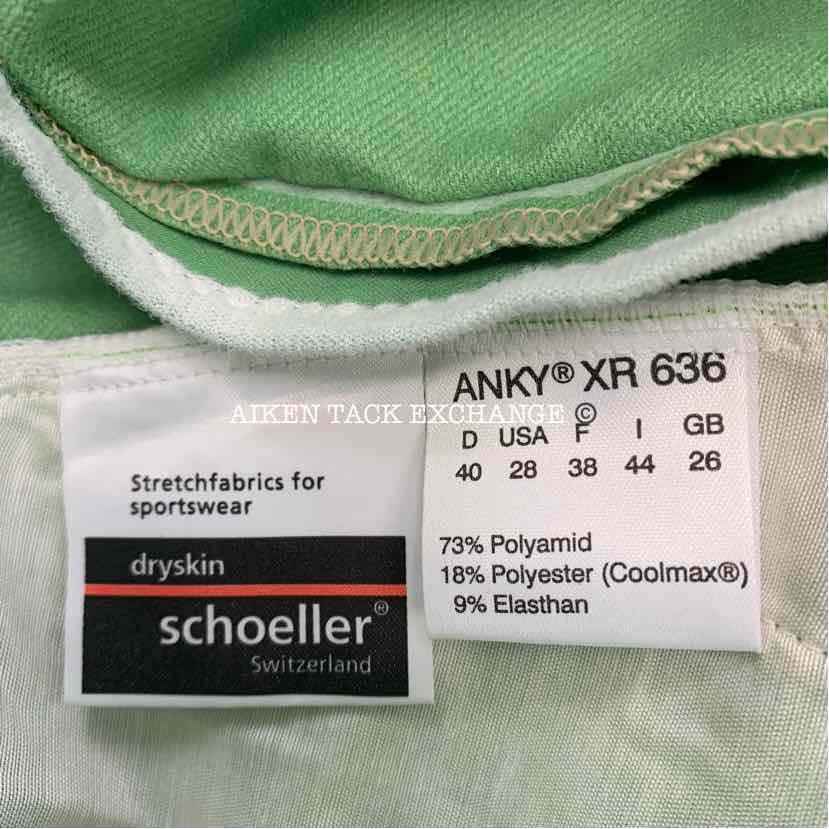 ANKY® XR 636
AIKEN TACK EXCHANGE ©
D USA F I GB
40 28 38 44 26
73% Polyamid
18% Polyester (Coolmax®)
9% Elasthan
Stretchfabrics for
sportswear
dryskin
schoeller®
Switzerland